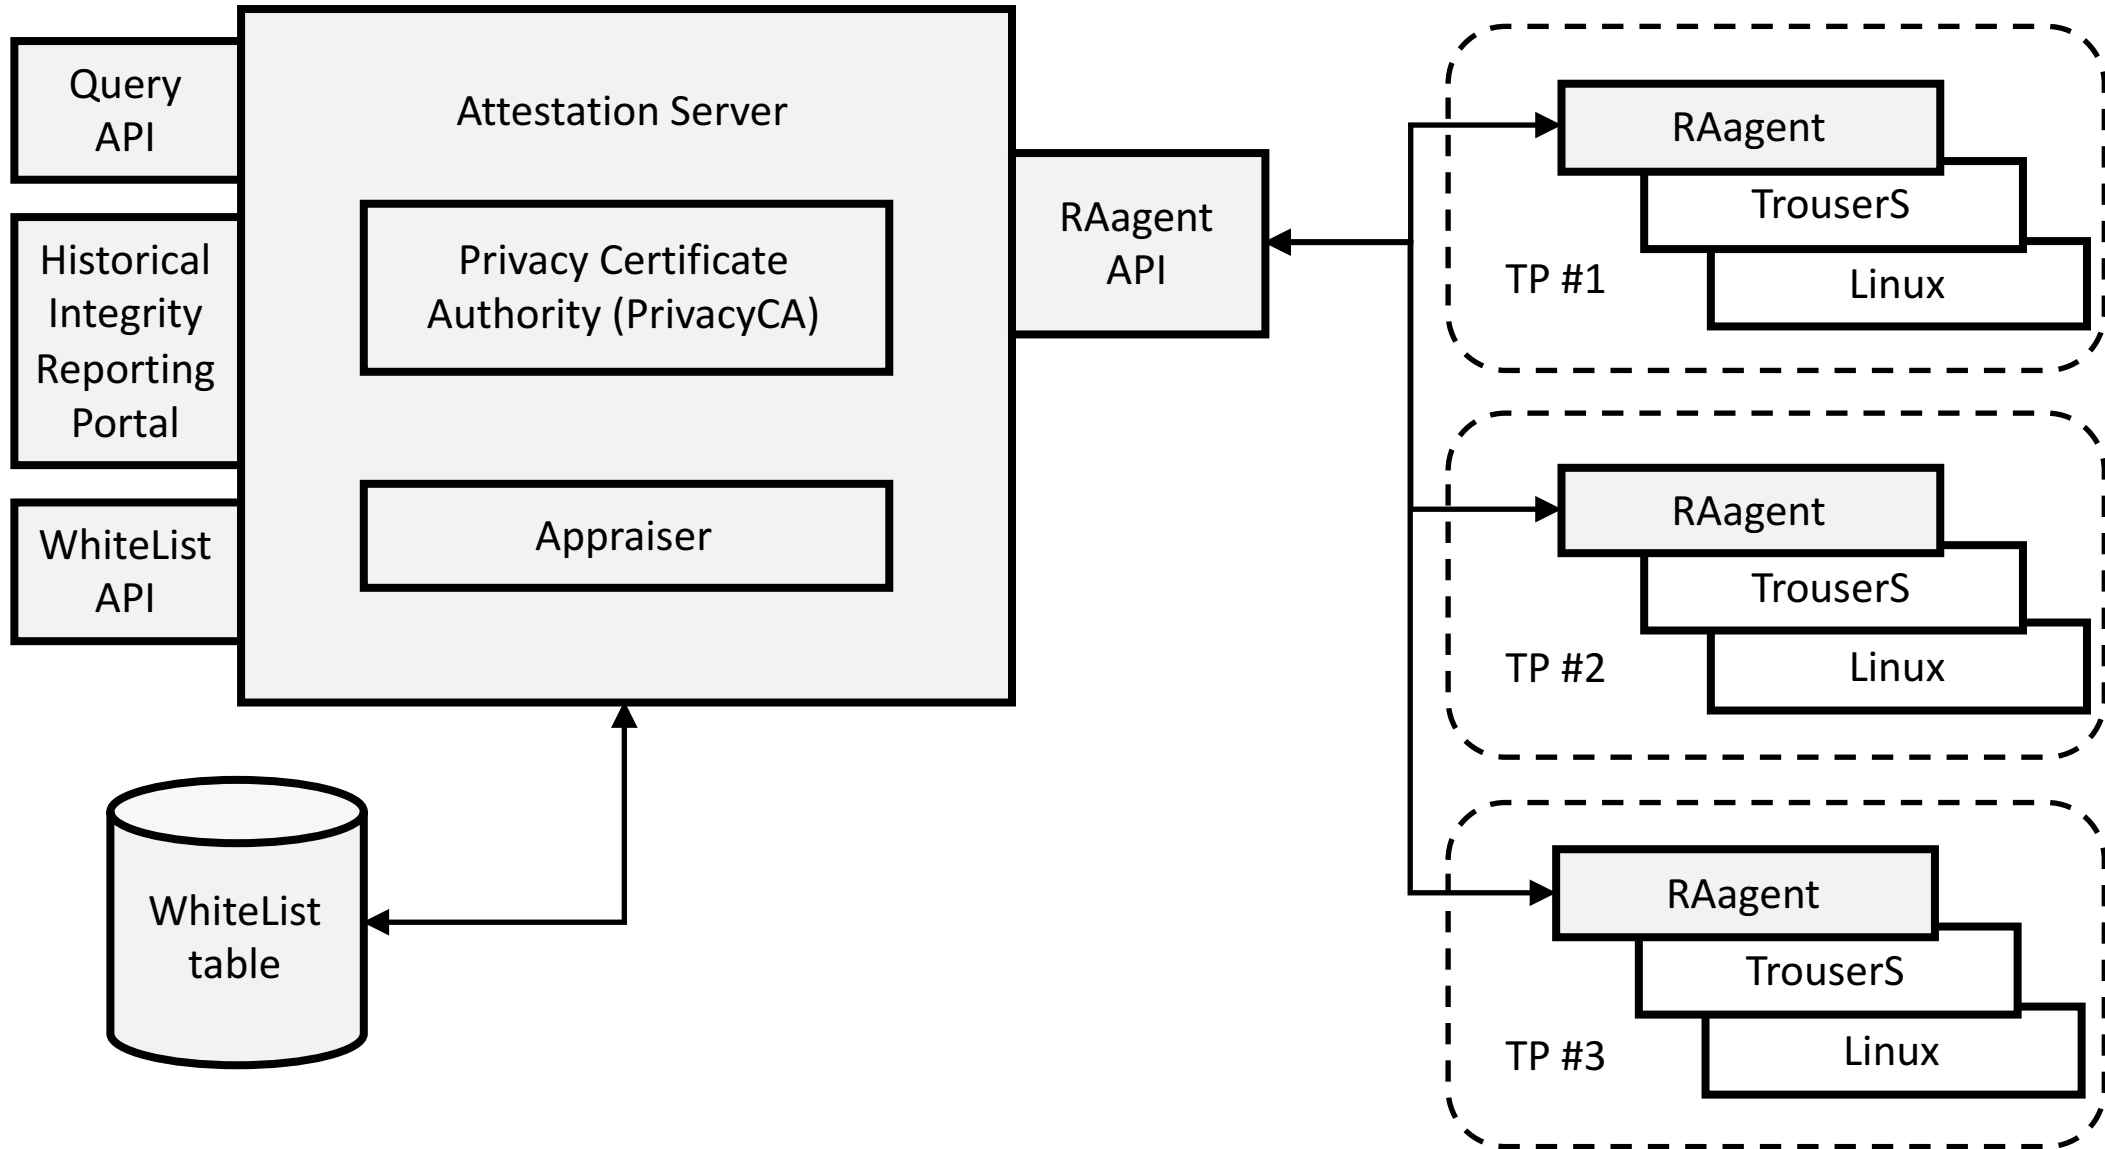 Query
API
Historical
Integrity
Reporting
Portal
WhiteList
API
Attestation Server
Privacy Certificate
Authority (PrivacyCA)
Appraiser
RAagent
API
WhiteList
table
RAagent
TrouserS
Linux
TP #1
RAagent
TrouserS
Linux
TP #2
RAagent
TrouserS
Linux
TP #3